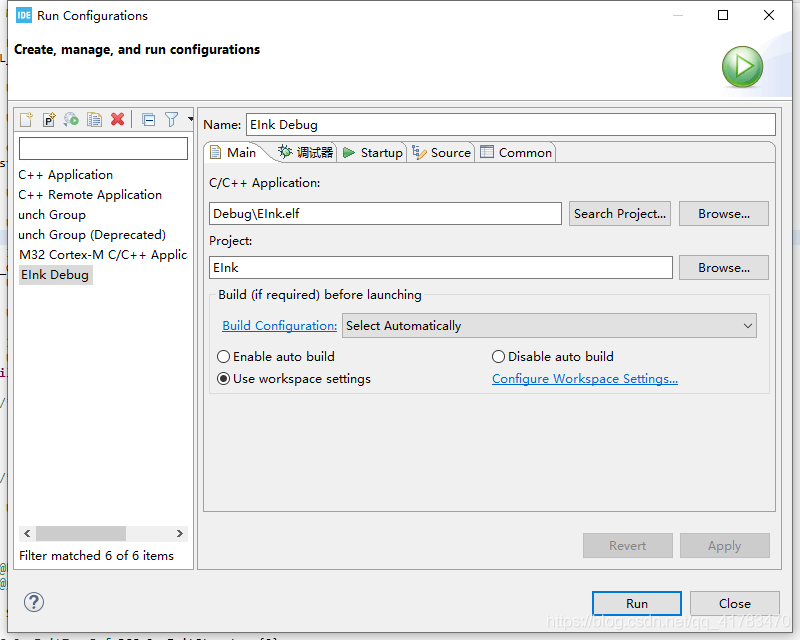 IDE Run Configurations
Create, manage, and run configurations
Name: EInk Debug
Main 调试器 Startup Source Common
C++ Application
C++ Remote Application
unch Group
unch Group (Deprecated)
M32 Cortex-M C/C++ Applic
EInk Debug
Filter matched 6 of 6 items
C/C++ Application:
Debug\EInk.elf Search Project... Browse...
Project:
EInk Browse...
Build (if required) before launching
Build Configuration: Select Automatically
Enable auto build Disable auto build
Use workspace settings Configure Workspace Settings...
Revert Apply
Run Close
https://blog.csdn.net/qq_41783470